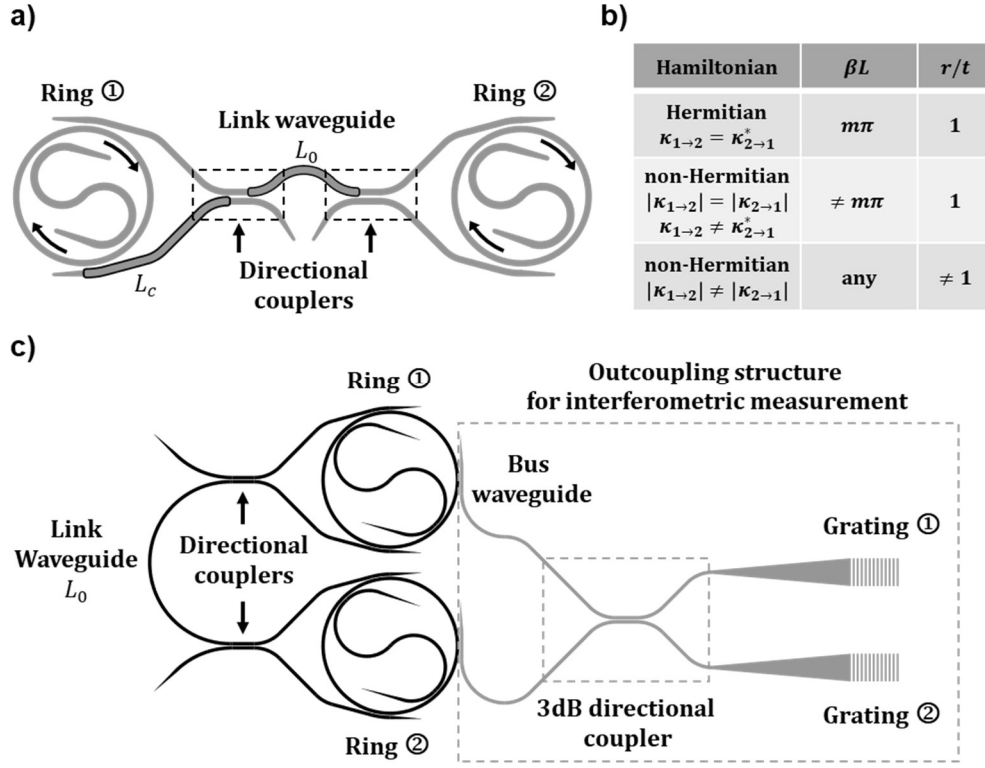 a)
Ring ①
Link waveguide
L₀
Ring ②
L_c
Directional
couplers
b)
Hamiltonian βL r/t
Hermitian
κ₁→₂ = κ*₂→₁ mπ 1
non-Hermitian
|κ₁→₂| = |κ₂→₁| ≠ mπ 1
κ₁→₂ ≠ κ*₂→₁
non-Hermitian
|κ₁→₂| ≠ |κ₂→₁| any ≠ 1
c)
Ring ①
Outcoupling structure
for interferometric measurement
Bus
waveguide
Link
Waveguide
L₀
Directional
couplers
Grating ①
3dB directional
coupler
Grating ②
Ring ②